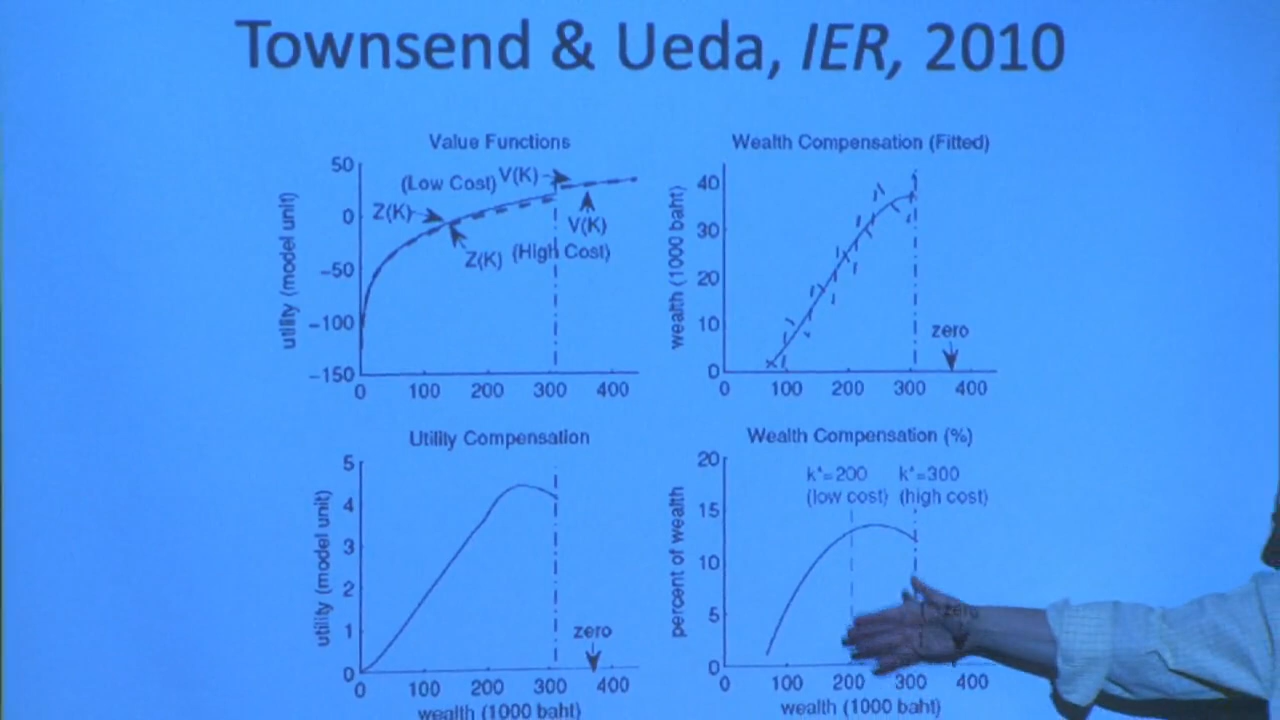 Townsend & Ueda, IER, 2010
Value Functions
utility (model unit)
50
0
−50
−100
−150
(Low Cost) V(K)
Z(K)
V(K)
Z(K) (High Cost)
0 100 200 300 400
Wealth Compensation (Fitted)
wealth (1000 baht)
40
30
20
10
0
zero
0 100 200 300 400
Utility Compensation
utility (model unit)
5
4
3
2
1
0
zero
0 100 200 300 400
wealth (1000 baht)
Wealth Compensation (%)
percent of wealth
20
15
10
5
0
k*=200 k*=300
(low cost) (high cost)
zero
0 100 200 300 400
wealth (1000 baht)